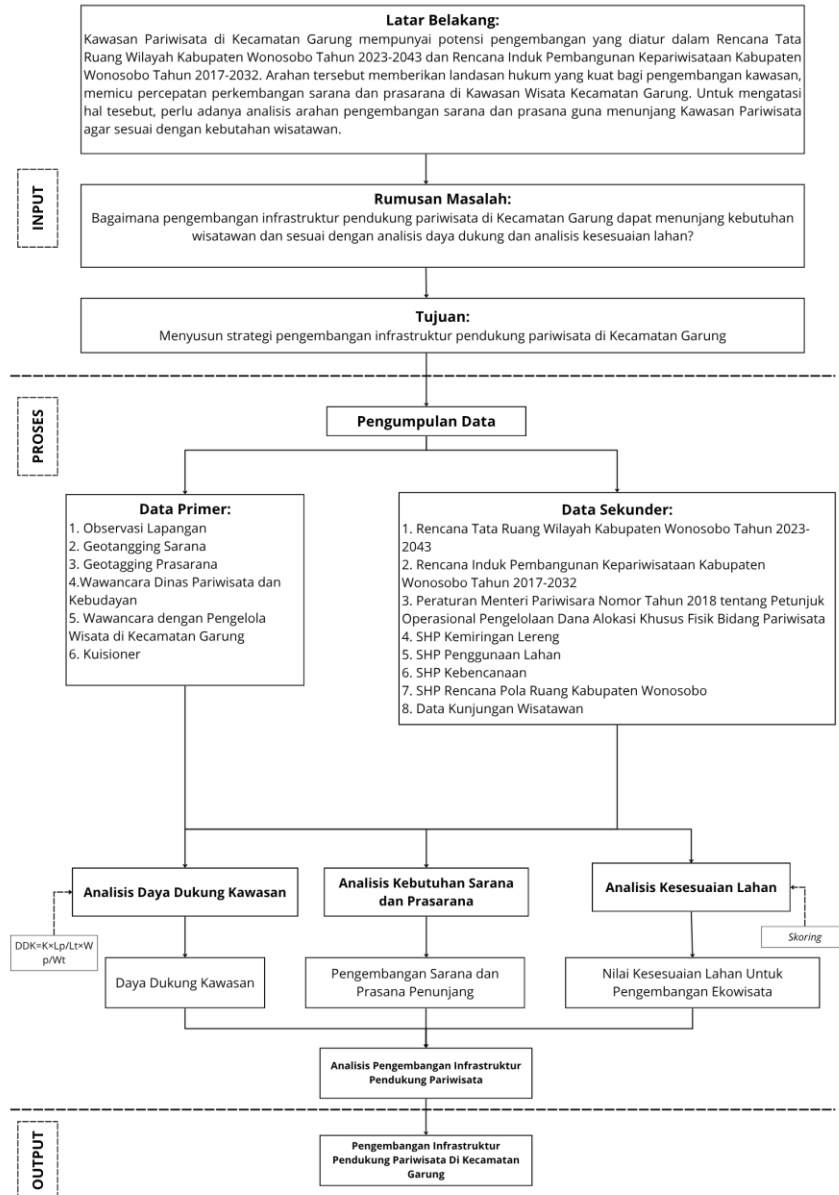 Latar Belakang:
Kawasan Pariwisata di Kecamatan Garung mempunyai potensi pengembangan yang diatur dalam Rencana Tata
Ruang Wilayah Kabupaten Wonosobo Tahun 2023-2043 dan Rencana Induk Pembangunan Kepariwisataan Kabupaten
Wonosobo Tahun 2017-2032. Arahan tersebut memberikan landasan hukum yang kuat bagi pengembangan kawasan,
memicu percepatan perkembangan sarana dan prasarana di Kawasan Wisata Kecamatan Garung. Untuk mengatasi
hal tesebut, perlu adanya analisis arahan pengembangan sarana dan prasana guna menunjang Kawasan Pariwisata
agar sesuai dengan kebutahan wisatawan.
INPUT
Rumusan Masalah:
Bagaimana pengembangan infrastruktur pendukung pariwisata di Kecamatan Garung dapat menunjang kebutuhan
wisatawan dan sesuai dengan analisis daya dukung dan analisis kesesuaian lahan?
Tujuan:
Menyusun strategi pengembangan infrastruktur pendukung pariwisata di Kecamatan Garung
PROSES
Pengumpulan Data
Data Primer:
1. Observasi Lapangan
2. Geotangging Sarana
3. Geotagging Prasarana
4.Wawancara Dinas Pariwisata dan
Kebudayan
5. Wawancara dengan Pengelola
Wisata di Kecamatan Garung
6. Kuisioner
Data Sekunder:
1. Rencana Tata Ruang Wilayah Kabupaten Wonosobo Tahun 2023-
2043
2. Rencana Induk Pembangunan Kepariwisataan Kabupaten
Wonosobo Tahun 2017-2032
3. Peraturan Menteri Pariwisara Nomor Tahun 2018 tentang Petunjuk
Operasional Pengelolaan Dana Alokasi Khusus Fisik Bidang Pariwisata
4. SHP Kemiringan Lereng
5. SHP Penggunaan Lahan
6. SHP Kebencanaan
7. SHP Rencana Pola Ruang Kabupaten Wonosobo
8. Data Kunjungan Wisatawan
Analisis Daya Dukung Kawasan
Analisis Kebutuhan Sarana
dan Prasarana
Analisis Kesesuaian Lahan
DDK=K×Lp/Lt×W
p/Wt
Skoring
Daya Dukung Kawasan
Pengembangan Sarana dan
Prasana Penunjang
Nilai Kesesuaian Lahan Untuk
Pengembangan Ekowisata
Analisis Pengembangan Infrastruktur
Pendukung Pariwisata
OUTPUT
Pengembangan Infrastruktur
Pendukung Pariwisata Di Kecamatan
Garung